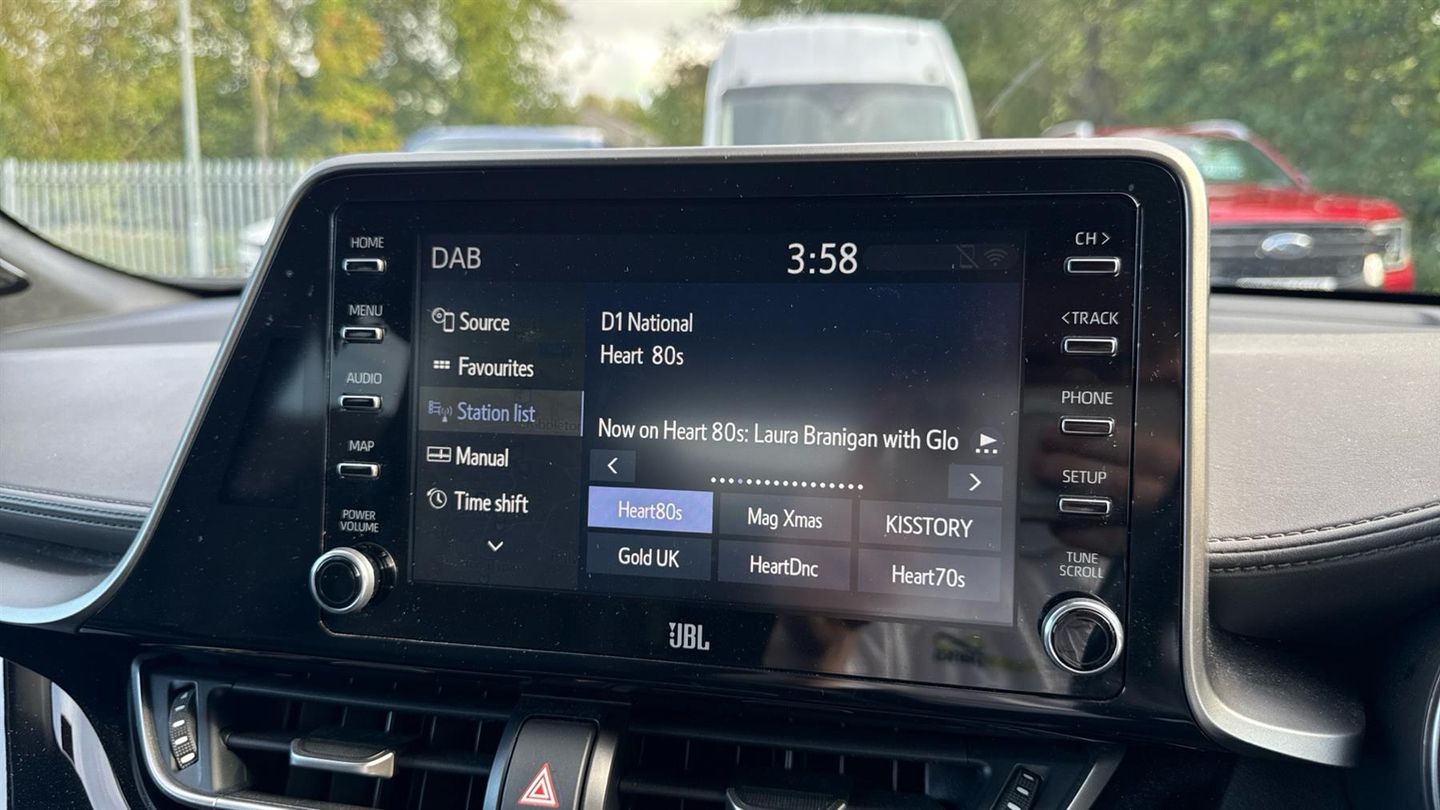 HOME
MENU
AUDIO
MAP
POWER
VOLUME
DAB
3:58
Source
Favourites
Station list
Manual
Time shift
D1 National
Heart 80s
Now on Heart 80s: Laura Branigan with Glo
Heart80s
Mag Xmas
KISSTORY
Gold UK
HeartDnc
Heart70s
CH >
< TRACK
PHONE
SETUP
TUNE
SCROLL
JBL
Ford